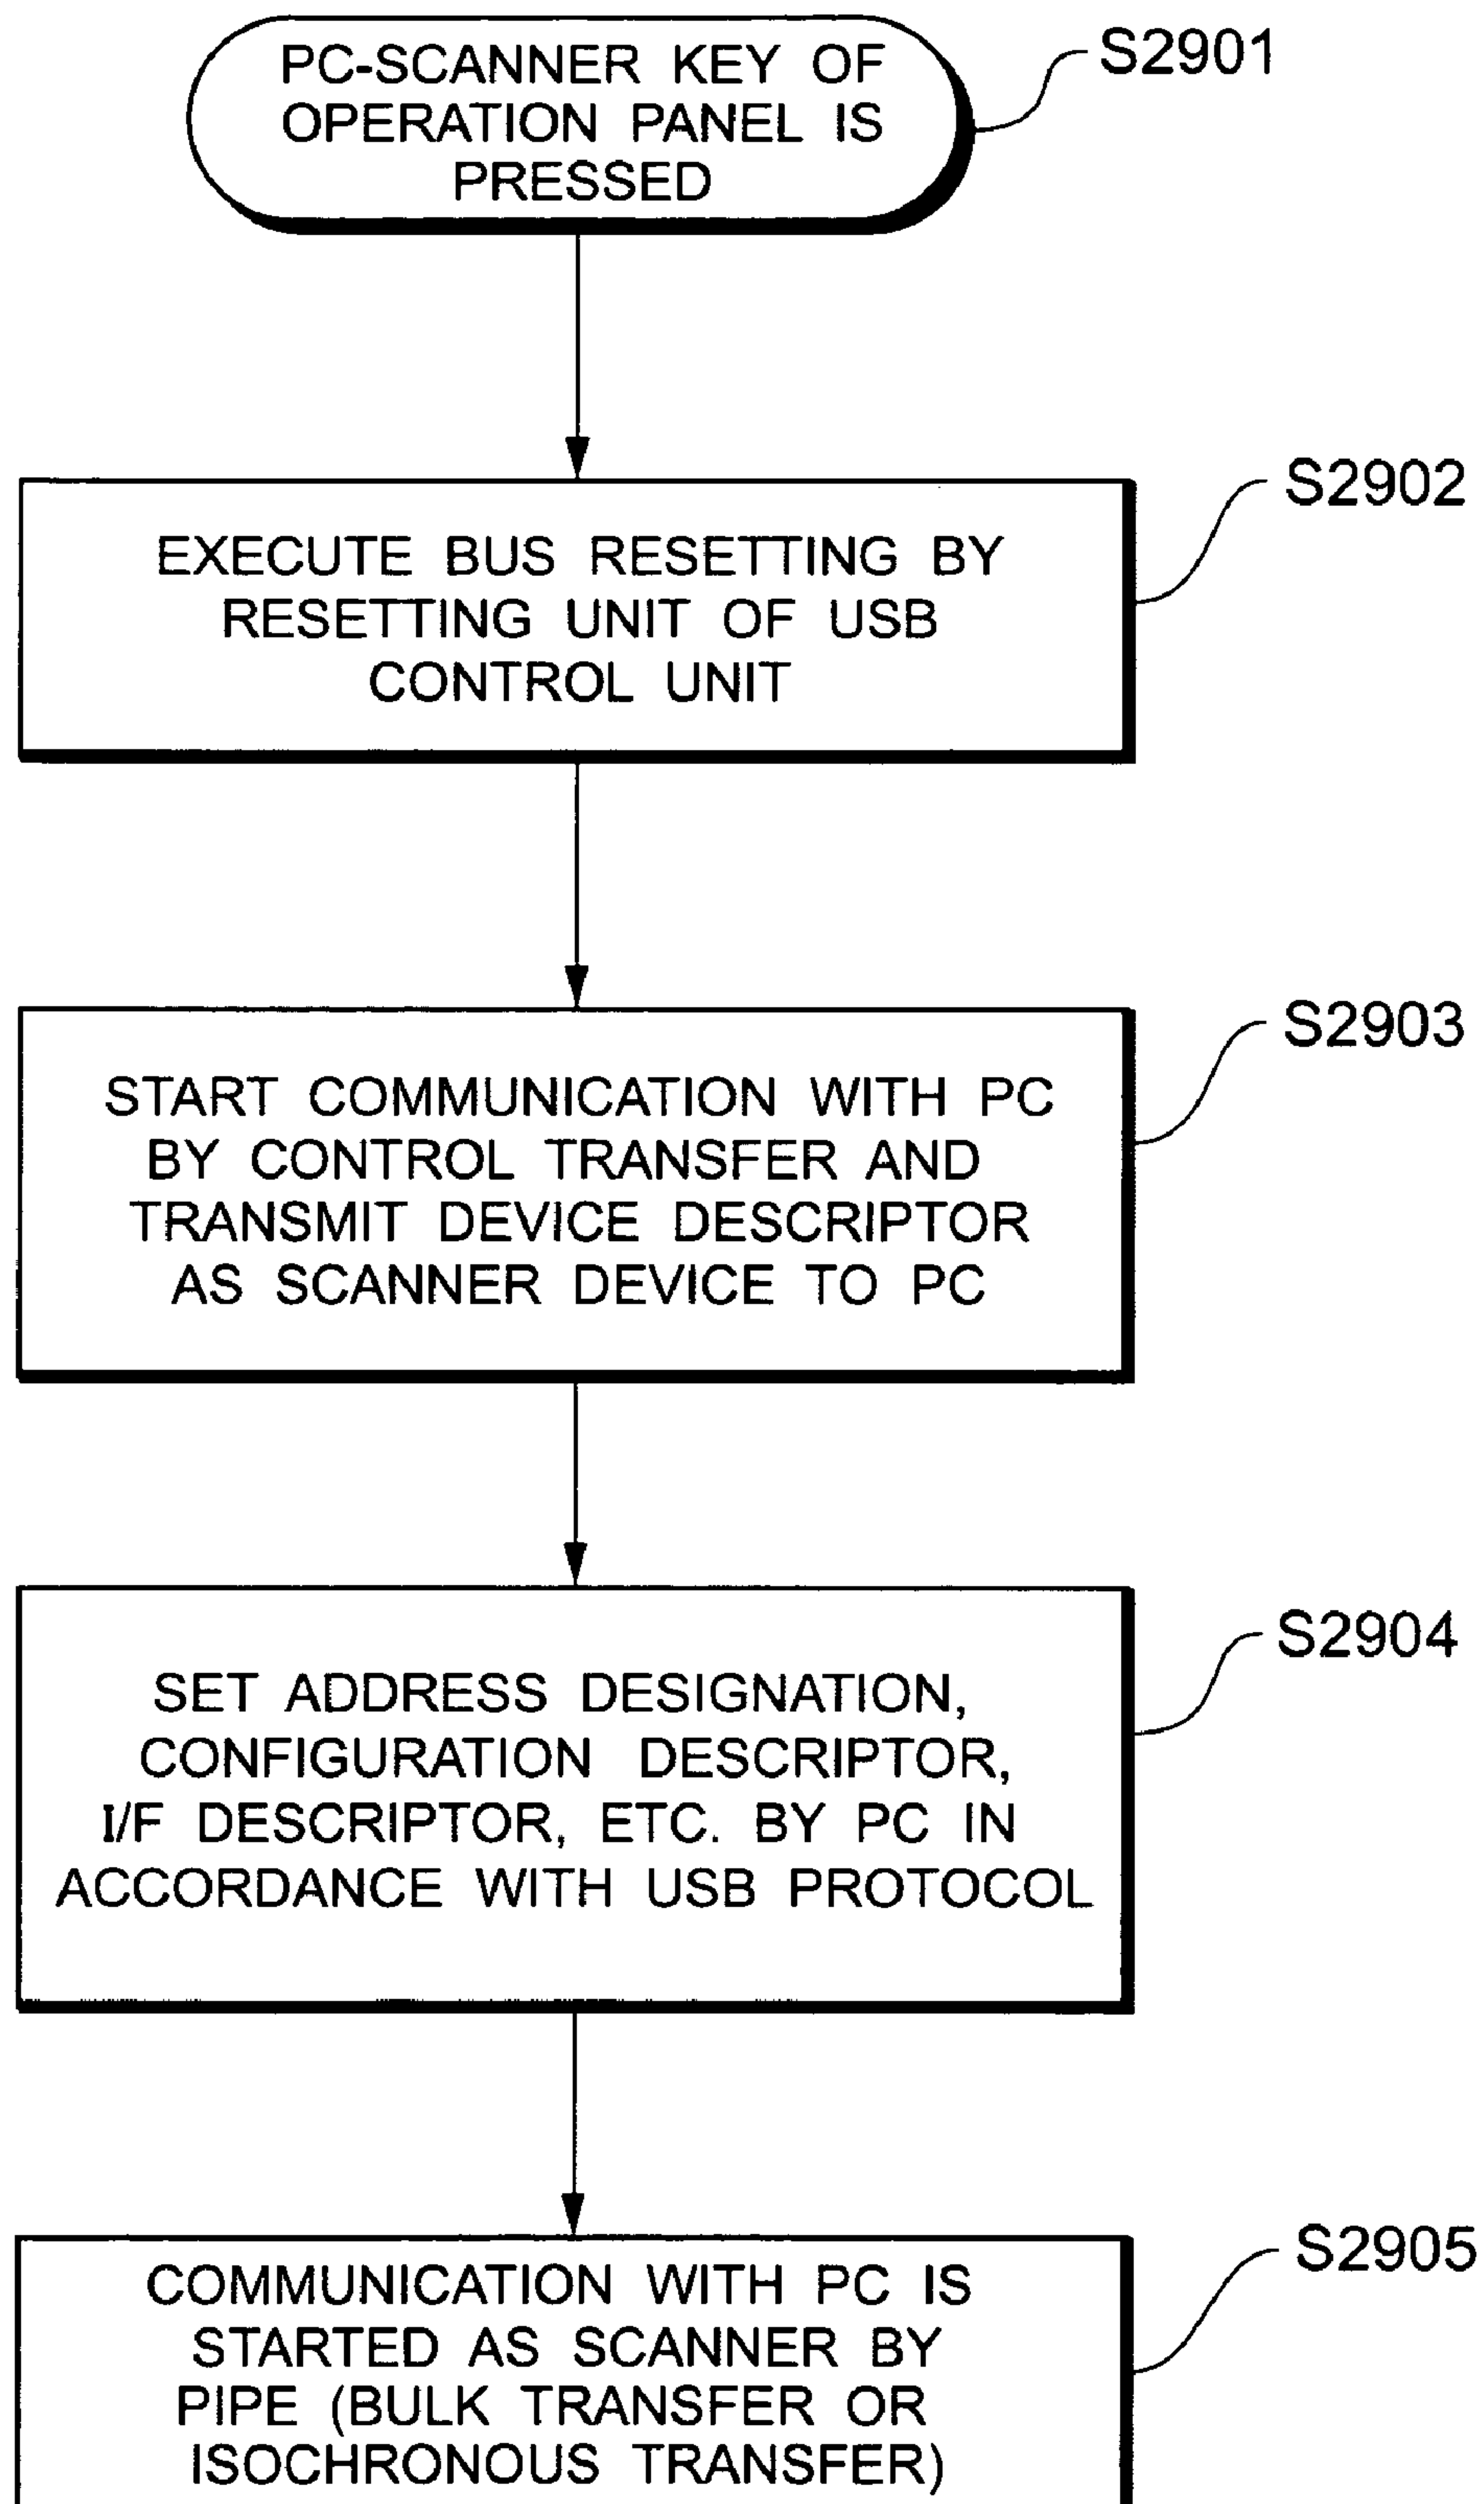 PC-SCANNER KEY OF
OPERATION PANEL IS
PRESSED
S2901
EXECUTE BUS RESETTING BY
RESETTING UNIT OF USB
CONTROL UNIT
S2902
START COMMUNICATION WITH PC
BY CONTROL TRANSFER AND
TRANSMIT DEVICE DESCRIPTOR
AS SCANNER DEVICE TO PC
S2903
SET ADDRESS DESIGNATION,
CONFIGURATION DESCRIPTOR,
I/F DESCRIPTOR, ETC. BY PC IN
ACCORDANCE WITH USB PROTOCOL
S2904
COMMUNICATION WITH PC IS
STARTED AS SCANNER BY
PIPE (BULK TRANSFER OR
ISOCHRONOUS TRANSFER)
S2905